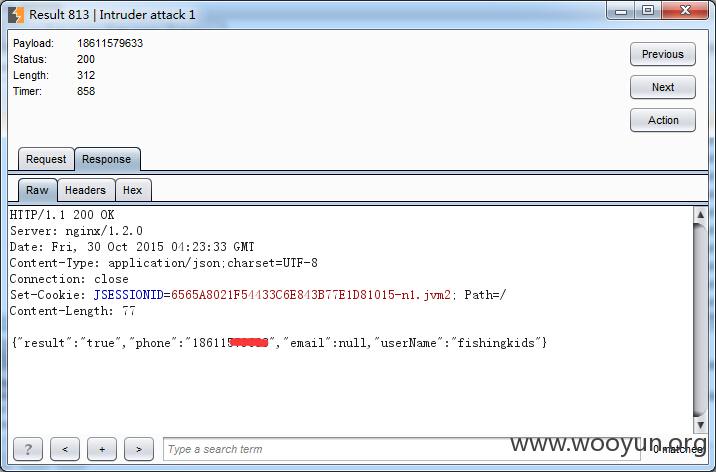 Result 813 | Intruder attack 1
Payload: 18611579633
Status: 200
Length: 312
Timer: 858
Previous
Next
Action
Request Response
Raw Headers Hex
HTTP/1.1 200 OK
Server: nginx/1.2.0
Date: Fri, 30 Oct 2015 04:23:33 GMT
Content-Type: application/json;charset=UTF-8
Connection: close
Set-Cookie: JSESSIONID=6565A8021F54433C6E843B77E1D81015-n1.jvm2; Path=/
Content-Length: 77
{"result":"true","phone":"18611","email":null,"userName":"fishingkids"}
? < + > Type a search term 0 matches
www.wooyun.org